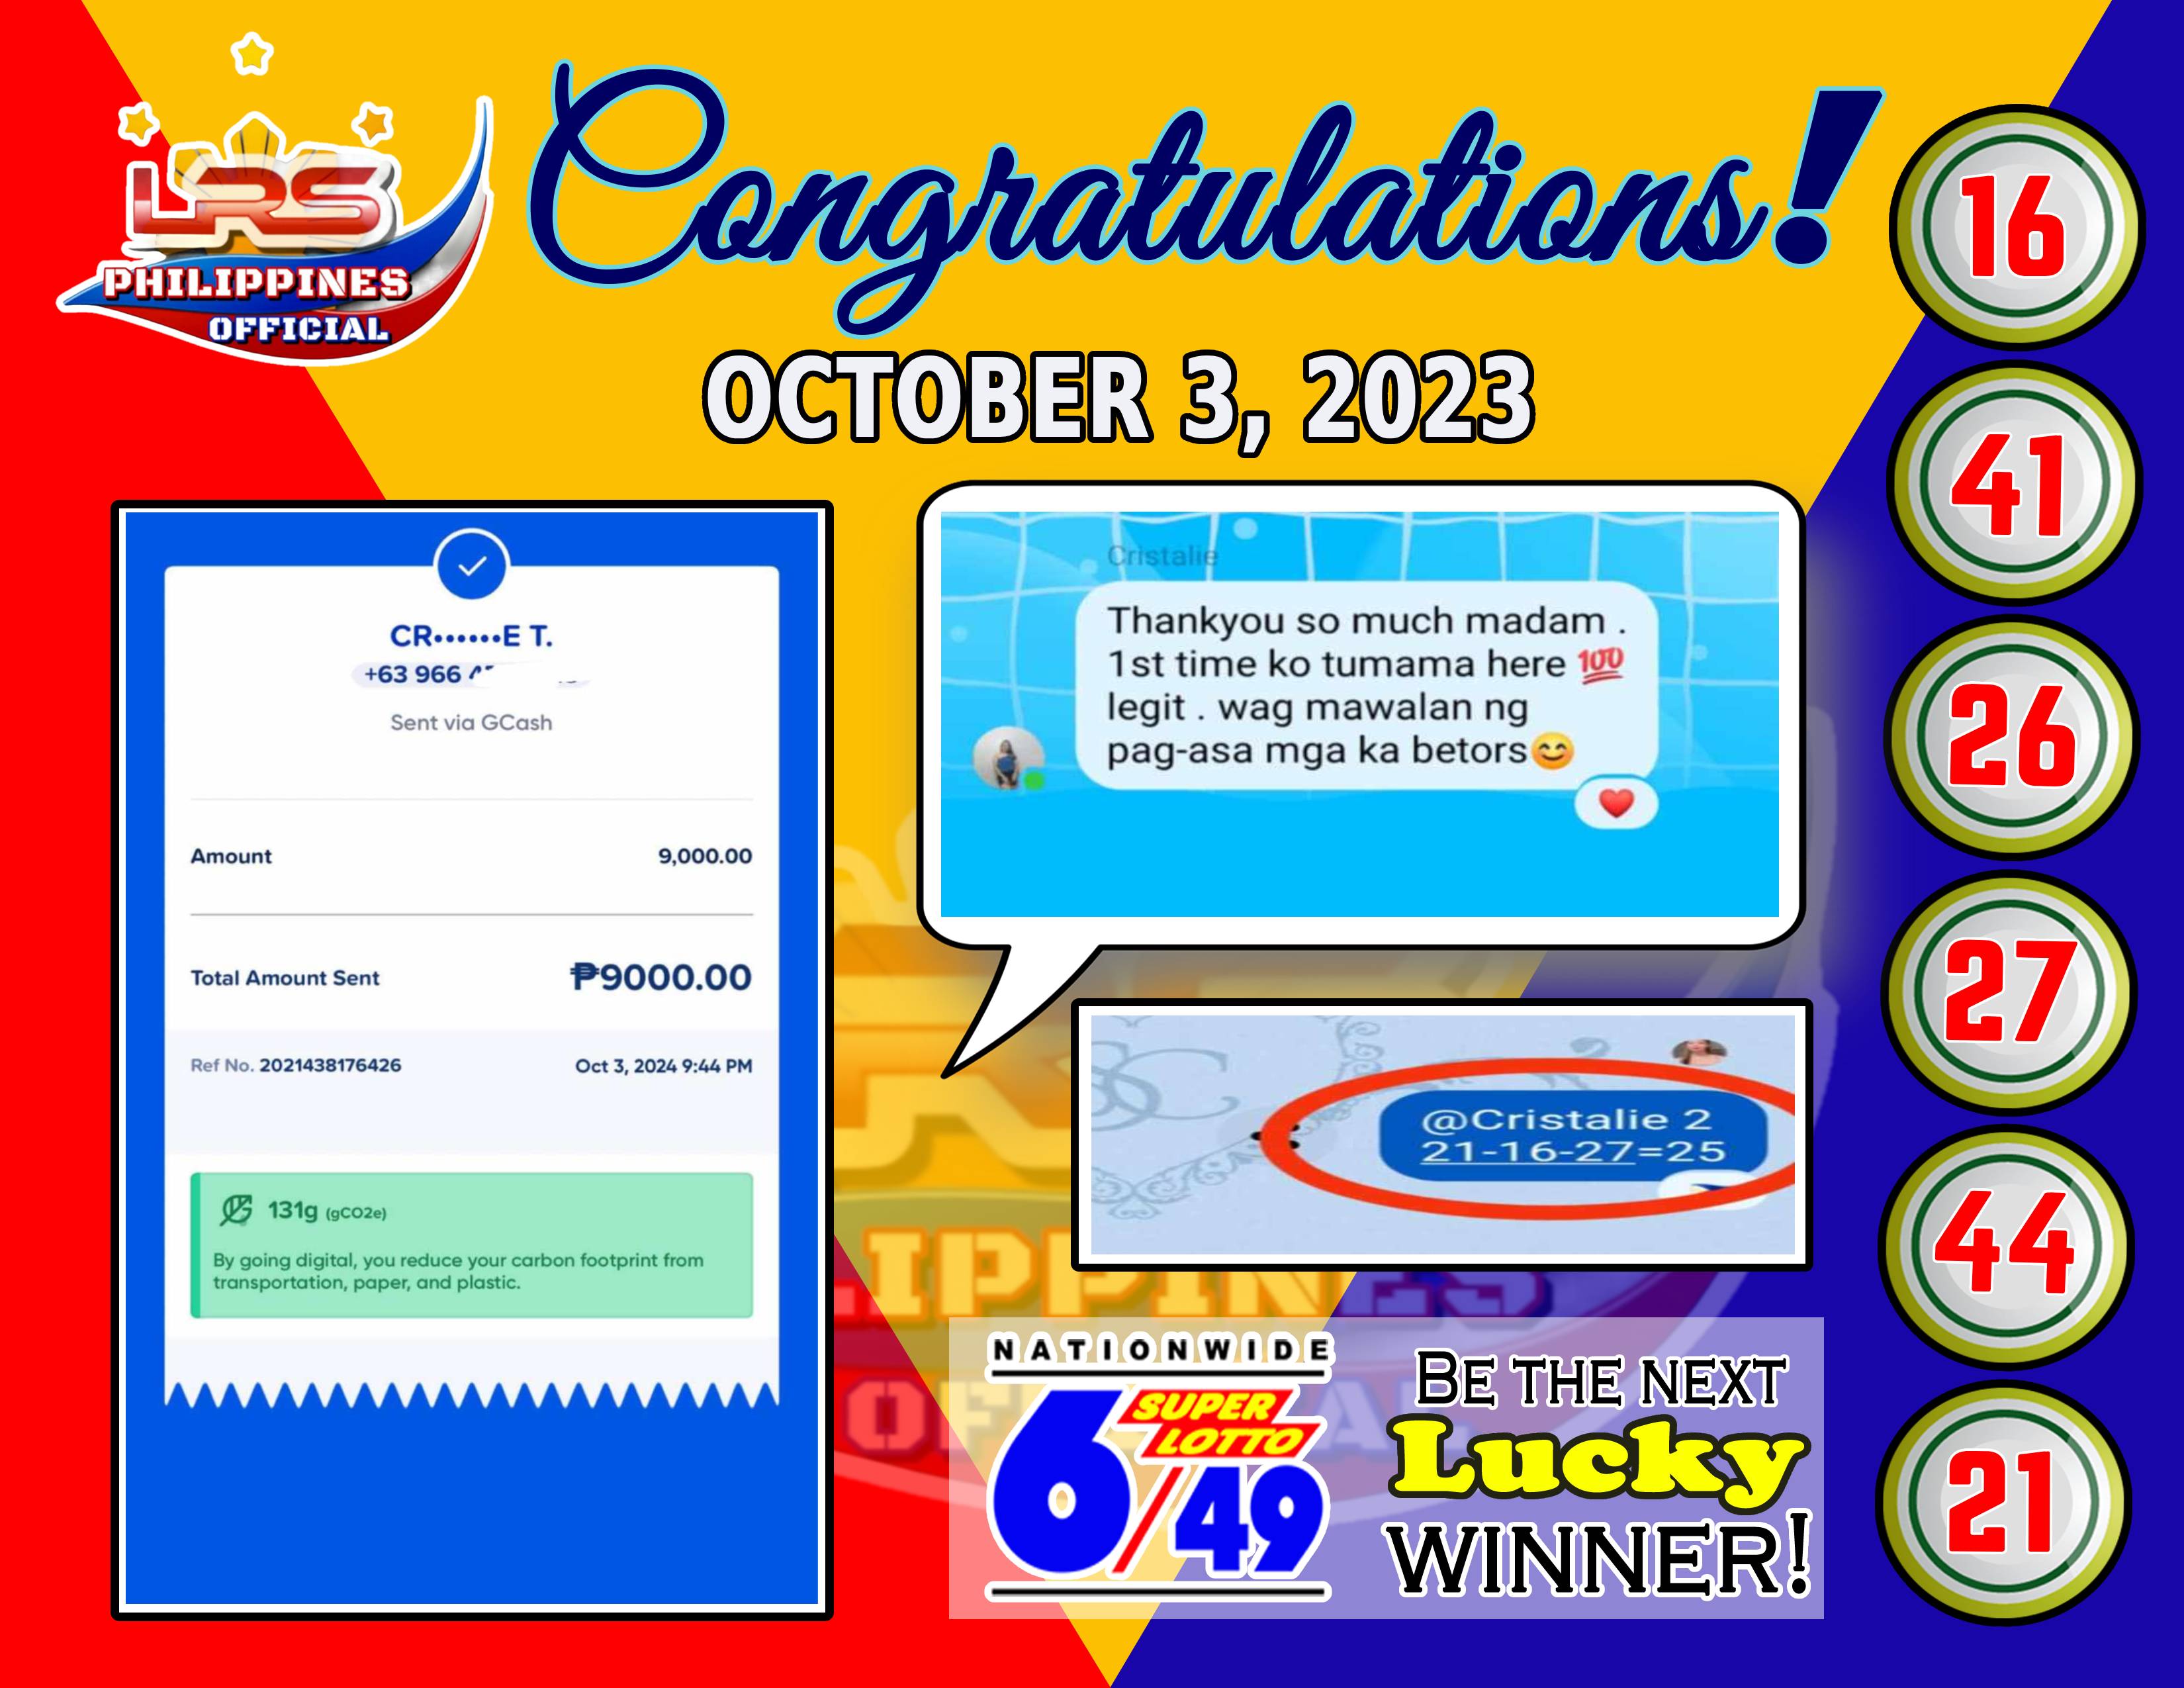 LRS
PHILIPPINES
OFFICIAL
Congratulations!
OCTOBER 3, 2023
CR••••••E T.
+63 966
Sent via GCash
Amount 9,000.00
Total Amount Sent ₱9000.00
Ref No. 2021438176426 Oct 3, 2024 9:44 PM
131g (gCO2e)
By going digital, you reduce your carbon footprint from
transportation, paper, and plastic.
Cristalie
Thankyou so much madam .
1st time ko tumama here 💯
legit . wag mawalan ng
pag-asa mga ka betors😊
@Cristalie 2
21-16-27=25
NATIONWIDE
6/49
SUPER
LOTTO
BE THE NEXT
Lucky
WINNER!
16
41
26
27
44
21